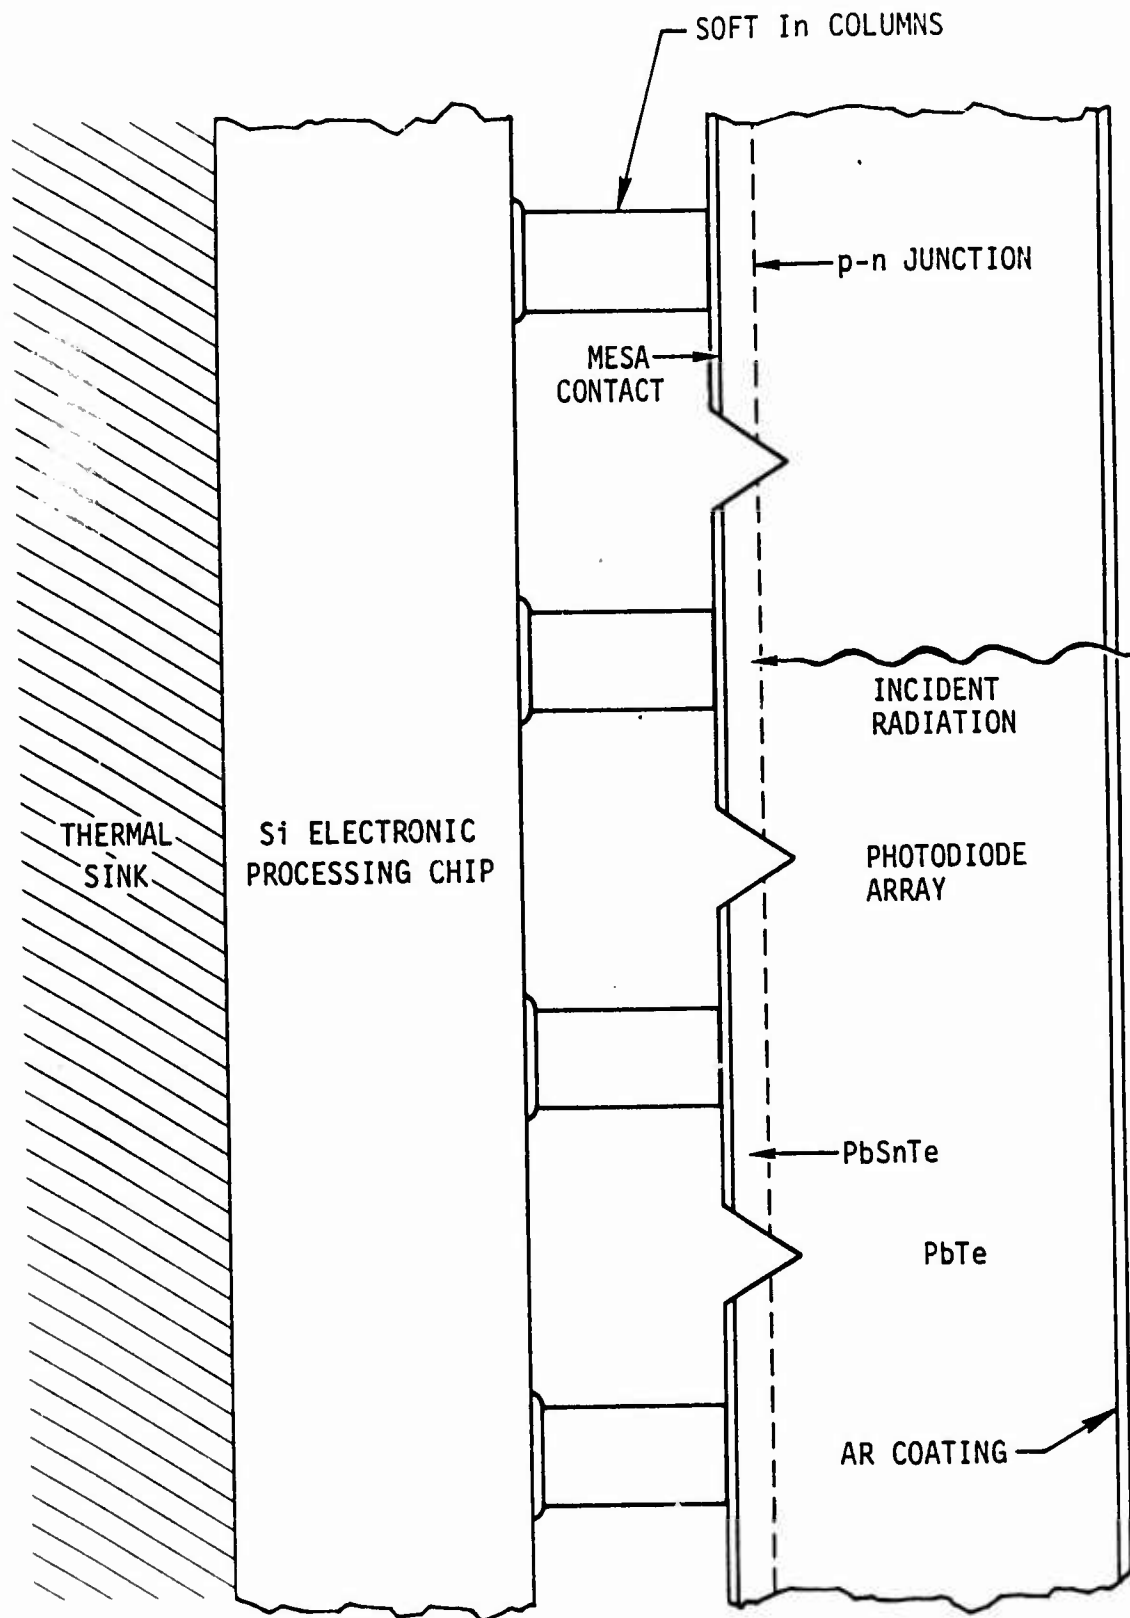 SOFT In COLUMNS
p-n JUNCTION
MESA
CONTACT
INCIDENT
RADIATION
THERMAL
SINK
Si ELECTRONIC
PROCESSING CHIP
PHOTODIODE
ARRAY
PbSnTe
PbTe
AR COATING